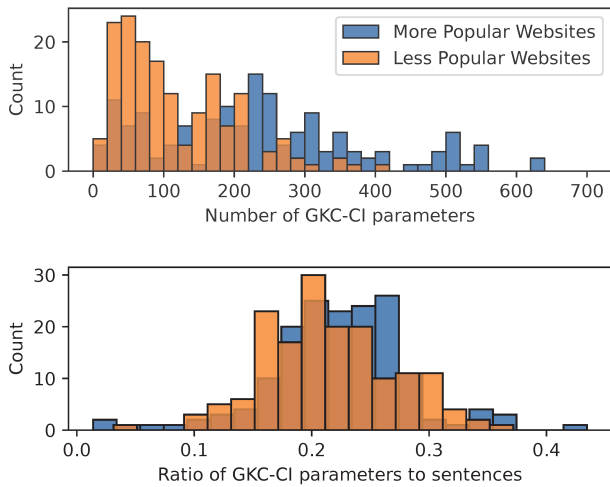 20
10
0
Count
More Popular Websites
Less Popular Websites
0 100 200 300 400 500 600 700
Number of GKC-CI parameters
30
20
10
0
Count
0.0 0.1 0.2 0.3 0.4
Ratio of GKC-CI parameters to sentences